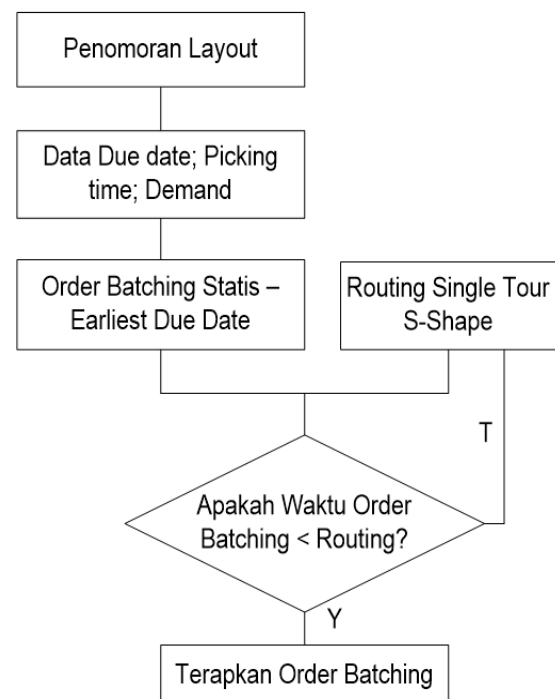 Penomoran Layout
Data Due date; Picking
time; Demand
Order Batching Statis –
Earliest Due Date
Routing Single Tour
S-Shape
T
Apakah Waktu Order
Batching < Routing?
Y
Terapkan Order Batching